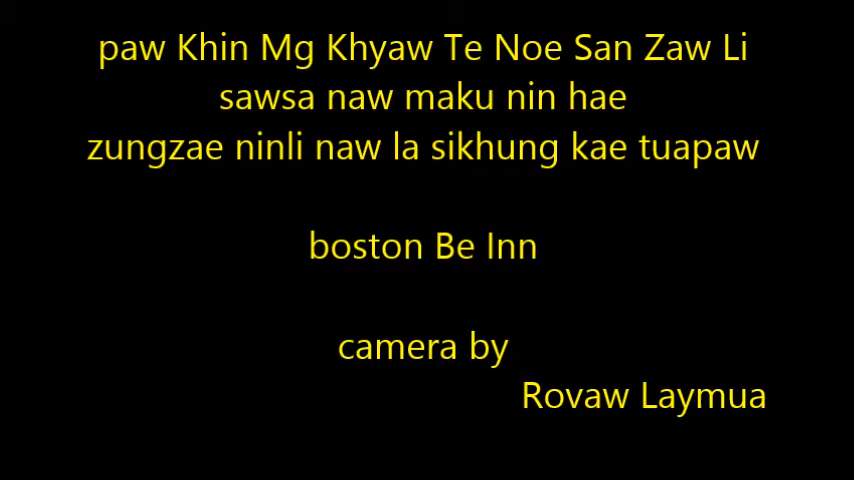 paw Khin Mg Khyaw Te Noe San Zaw Li
sawsa naw maku nin hae
zungzae ninli naw la sikhung kae tuapaw
boston Be Inn
camera by
Rovaw Laymua